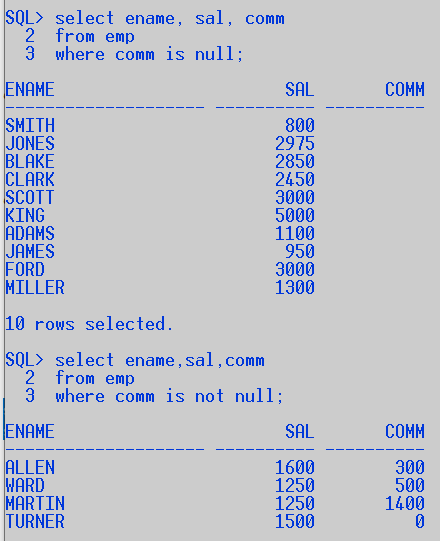 SQL> select ename, sal, comm
  2  from emp
  3  where comm is null;
ENAME                       SAL       COMM
-------------------- ---------- ----------
SMITH                       800
JONES                      2975
BLAKE                      2850
CLARK                      2450
SCOTT                      3000
KING                       5000
ADAMS                      1100
JAMES                       950
FORD                       3000
MILLER                     1300
10 rows selected.
SQL> select ename,sal,comm
  2  from emp
  3  where comm is not null;
ENAME                       SAL       COMM
-------------------- ---------- ----------
ALLEN                      1600        300
WARD                       1250        500
MARTIN                     1250       1400
TURNER                     1500          0